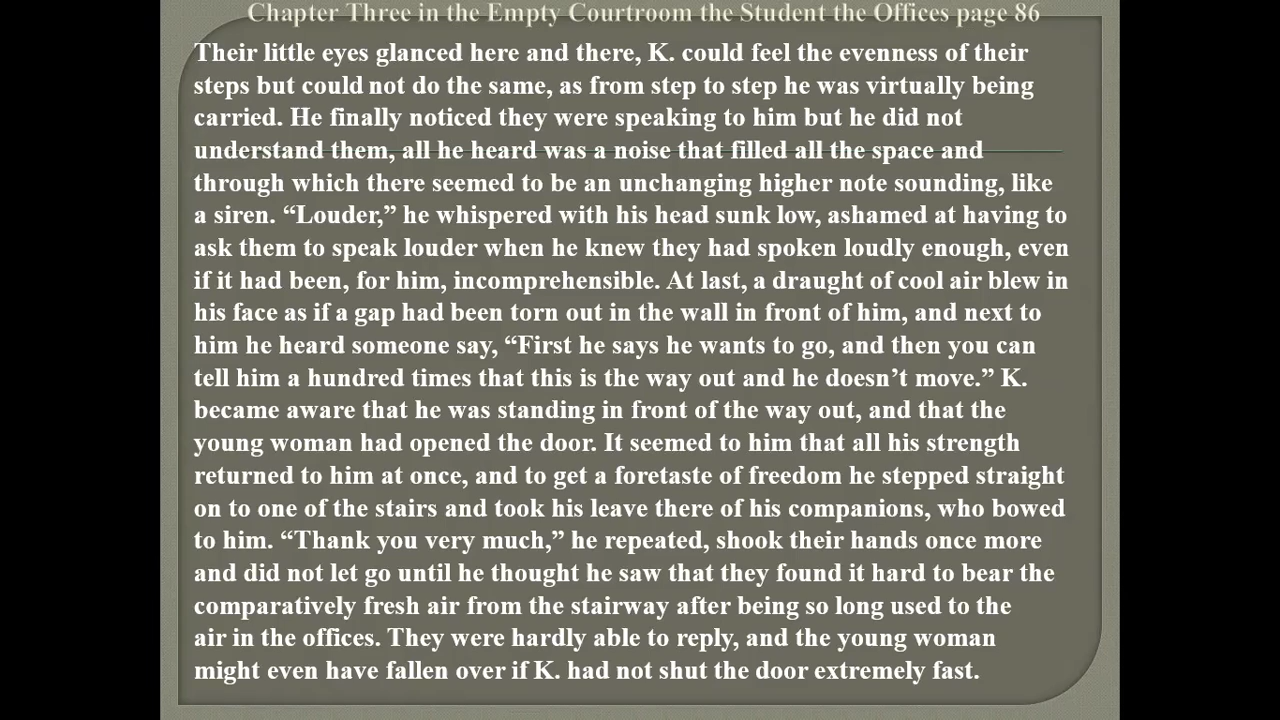 Chapter Three in the Empty Courtroom the Student the Offices page 86
Their little eyes glanced here and there, K. could feel the evenness of their
steps but could not do the same, as from step to step he was virtually being
carried. He finally noticed they were speaking to him but he did not
understand them, all he heard was a noise that filled all the space and
through which there seemed to be an unchanging higher note sounding, like
a siren. “Louder,” he whispered with his head sunk low, ashamed at having to
ask them to speak louder when he knew they had spoken loudly enough, even
if it had been, for him, incomprehensible. At last, a draught of cool air blew in
his face as if a gap had been torn out in the wall in front of him, and next to
him he heard someone say, “First he says he wants to go, and then you can
tell him a hundred times that this is the way out and he doesn’t move.” K.
became aware that he was standing in front of the way out, and that the
young woman had opened the door. It seemed to him that all his strength
returned to him at once, and to get a foretaste of freedom he stepped straight
on to one of the stairs and took his leave there of his companions, who bowed
to him. “Thank you very much,” he repeated, shook their hands once more
and did not let go until he thought he saw that they found it hard to bear the
comparatively fresh air from the stairway after being so long used to the
air in the offices. They were hardly able to reply, and the young woman
might even have fallen over if K. had not shut the door extremely fast.